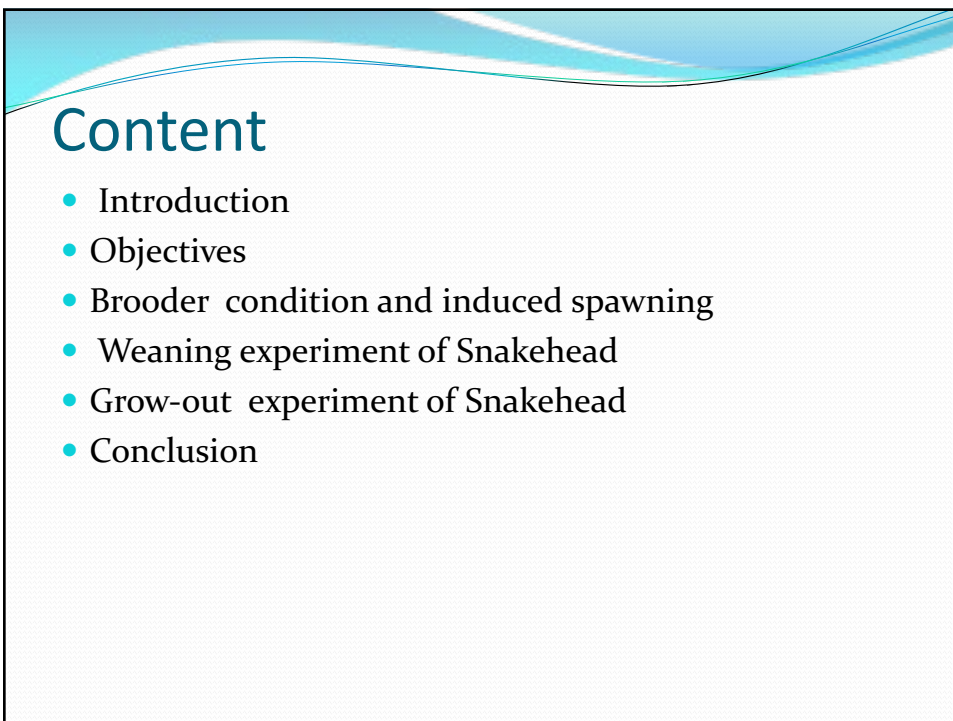 Content
Introduction
Objectives
Brooder condition and induced spawning
Weaning experiment of Snakehead
Grow-out experiment of Snakehead
Conclusion